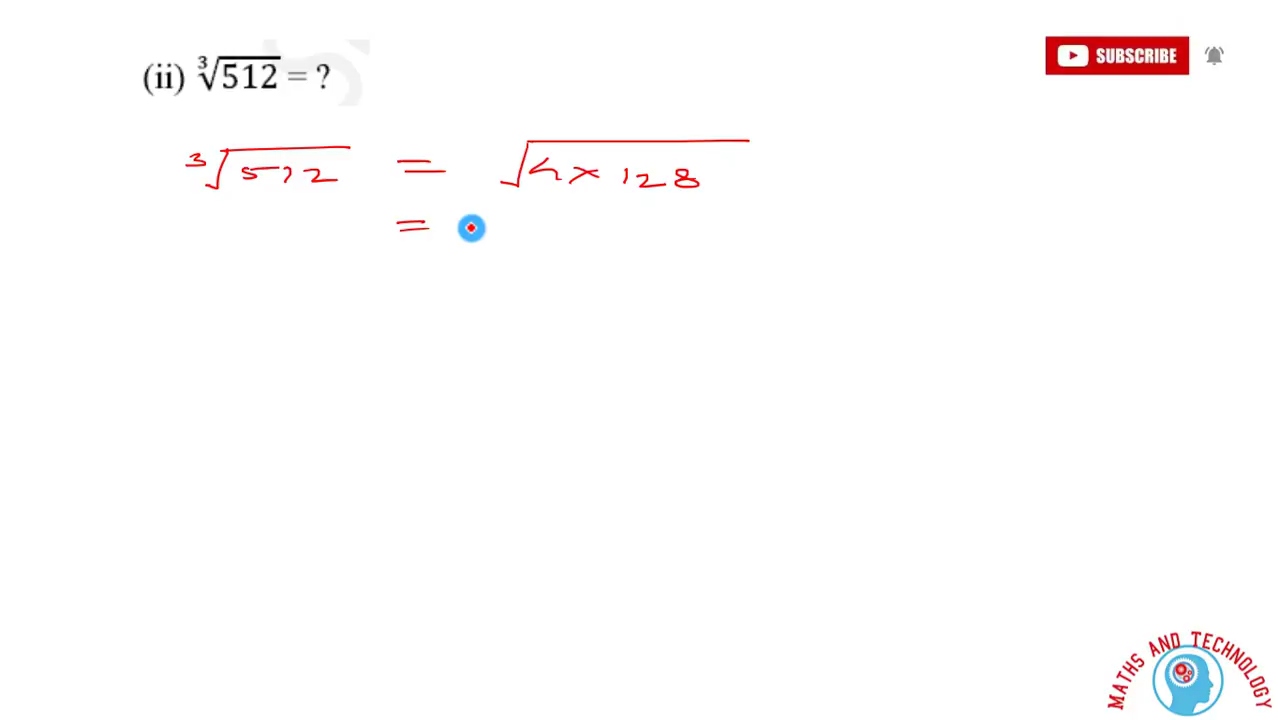 (ii) ∛512 = ?
SUBSCRIBE
∛512 = √4 × 128
=
MATHS AND TECHNOLOGY